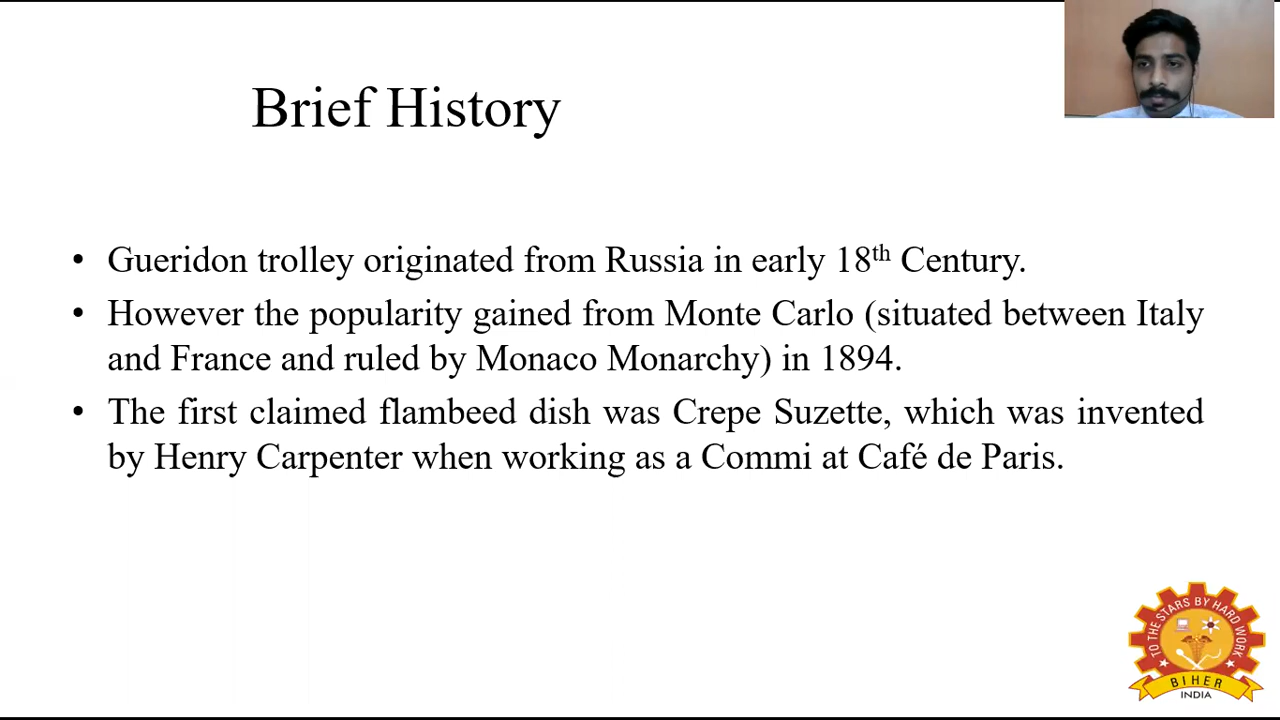 Brief History
• Gueridon trolley originated from Russia in early 18th Century.
• However the popularity gained from Monte Carlo (situated between Italy
and France and ruled by Monaco Monarchy) in 1894.
• The first claimed flambeed dish was Crepe Suzette, which was invented
by Henry Carpenter when working as a Commi at Café de Paris.
TO THE STARS BY HARD WORK
BIHER
INDIA